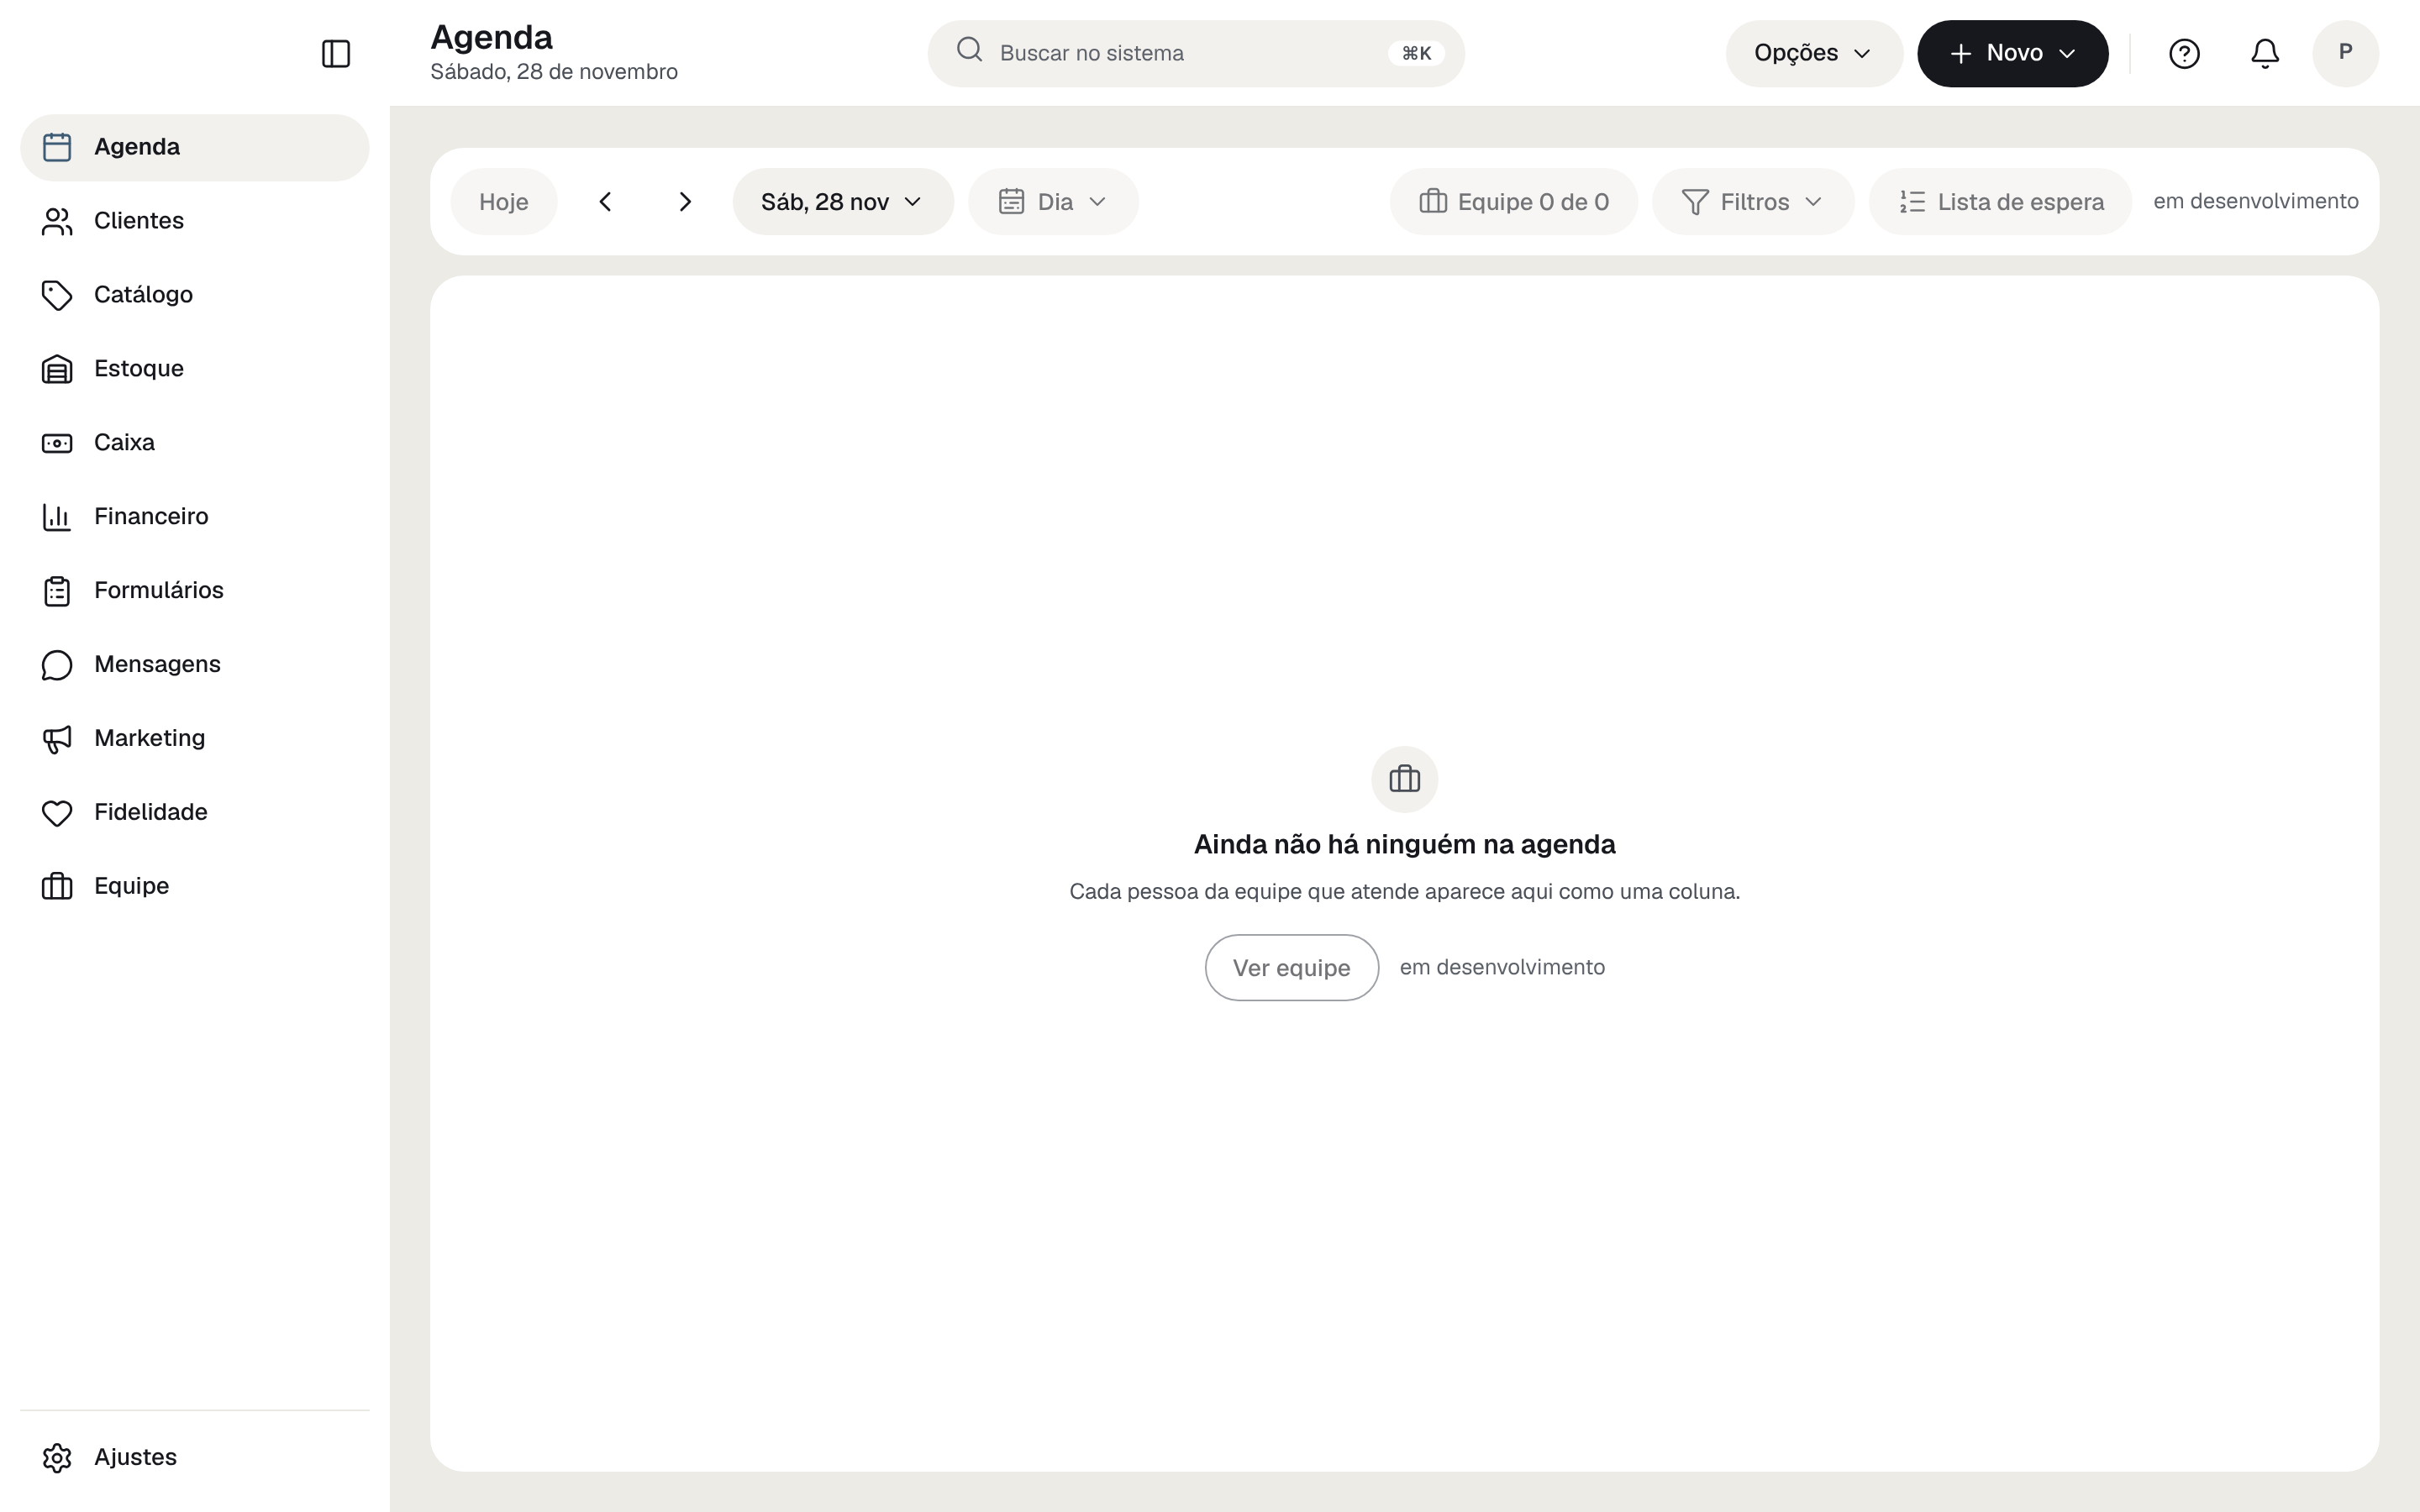 Agenda
Sábado, 28 de novembro
Buscar no sistema
⌘K
Opções
Novo
P
Agenda
Clientes
Catálogo
Estoque
Caixa
Financeiro
Formulários
Mensagens
Marketing
Fidelidade
Equipe
Ajustes
Hoje
Sáb, 28 nov
Dia
Equipe 0 de 0
Filtros
Lista de espera
em desenvolvimento
Ainda não há ninguém na agenda
Cada pessoa da equipe que atende aparece aqui como uma coluna.
Ver equipe
em desenvolvimento